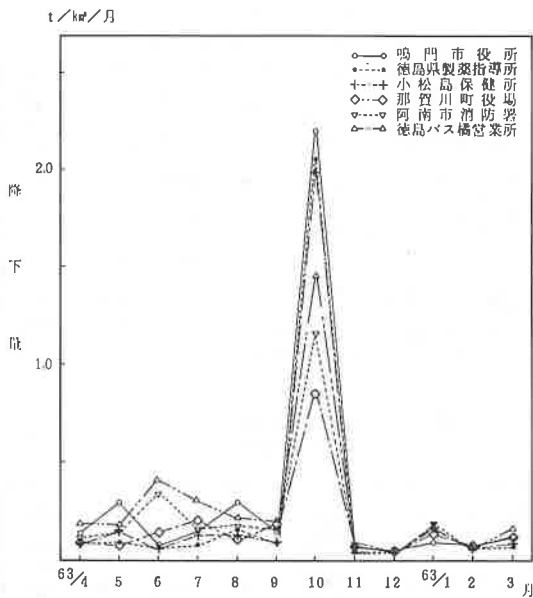 t/km²/月
鳴門市役所
徳島県製薬指導所
小松島保健所
那賀川町役場
阿南市消防署
徳島バス橘営業所
2.0
降
下
量
1.0
63/4 5 6 7 8 9 10 11 12 63/1 2 3 月